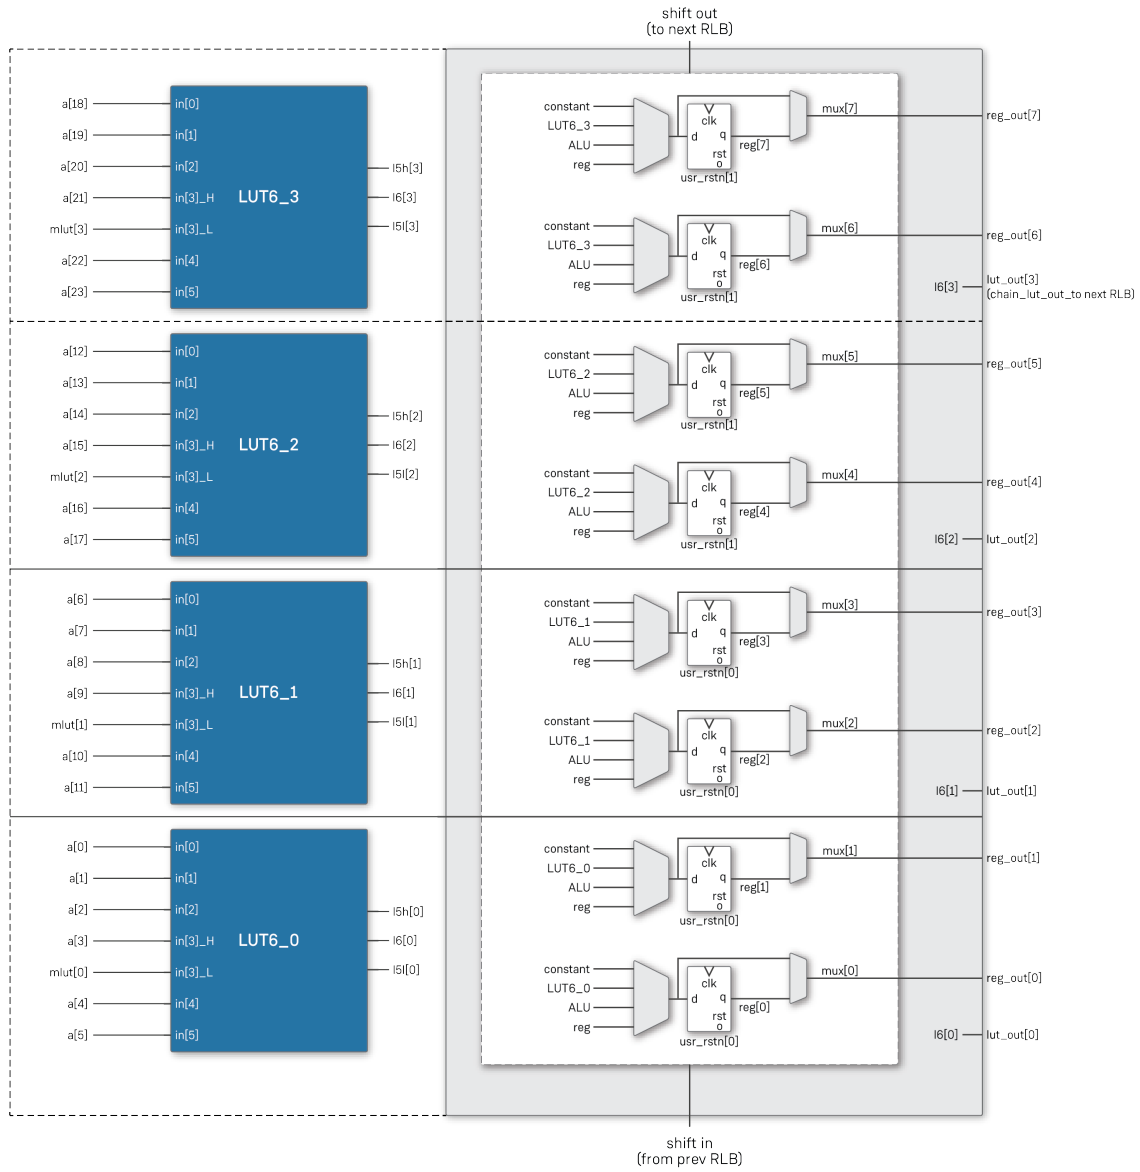 shift out
(to next RLB)
a[18]
in[0]
a[19]
in[1]
a[20]
in[2]
a[21]
in[3]_H
mlut[3]
in[3]_L
a[22]
in[4]
a[23]
in[5]
LUT6_3
l5h[3]
l6[3]
l5l[3]
constant
LUT6_3
ALU
reg
clk
d
q
rst
usr_rstn[1]
reg[7]
mux[7]
reg_out[7]
constant
LUT6_3
ALU
reg
clk
d
q
rst
usr_rstn[1]
reg[6]
mux[6]
reg_out[6]
l6[3]
lut_out[3]
(chain_lut_out_to next RLB)
a[12]
in[0]
a[13]
in[1]
a[14]
in[2]
a[15]
in[3]_H
mlut[2]
in[3]_L
a[16]
in[4]
a[17]
in[5]
LUT6_2
l5h[2]
l6[2]
l5l[2]
constant
LUT6_2
ALU
reg
clk
d
q
rst
usr_rstn[1]
reg[5]
mux[5]
reg_out[5]
constant
LUT6_2
ALU
reg
clk
d
q
rst
usr_rstn[1]
reg[4]
mux[4]
reg_out[4]
l6[2]
lut_out[2]
a[6]
in[0]
a[7]
in[1]
a[8]
in[2]
a[9]
in[3]_H
mlut[1]
in[3]_L
a[10]
in[4]
a[11]
in[5]
LUT6_1
l5h[1]
l6[1]
l5l[1]
constant
LUT6_1
ALU
reg
clk
d
q
rst
usr_rstn[0]
reg[3]
mux[3]
reg_out[3]
constant
LUT6_1
ALU
reg
clk
d
q
rst
usr_rstn[0]
reg[2]
mux[2]
reg_out[2]
l6[1]
lut_out[1]
a[0]
in[0]
a[1]
in[1]
a[2]
in[2]
a[3]
in[3]_H
mlut[0]
in[3]_L
a[4]
in[4]
a[5]
in[5]
LUT6_0
l5h[0]
l6[0]
l5l[0]
constant
LUT6_0
ALU
reg
clk
d
q
rst
usr_rstn[0]
reg[1]
mux[1]
reg_out[1]
constant
LUT6_0
ALU
reg
clk
d
q
rst
usr_rstn[0]
reg[0]
mux[0]
reg_out[0]
l6[0]
lut_out[0]
shift in
(from prev RLB)